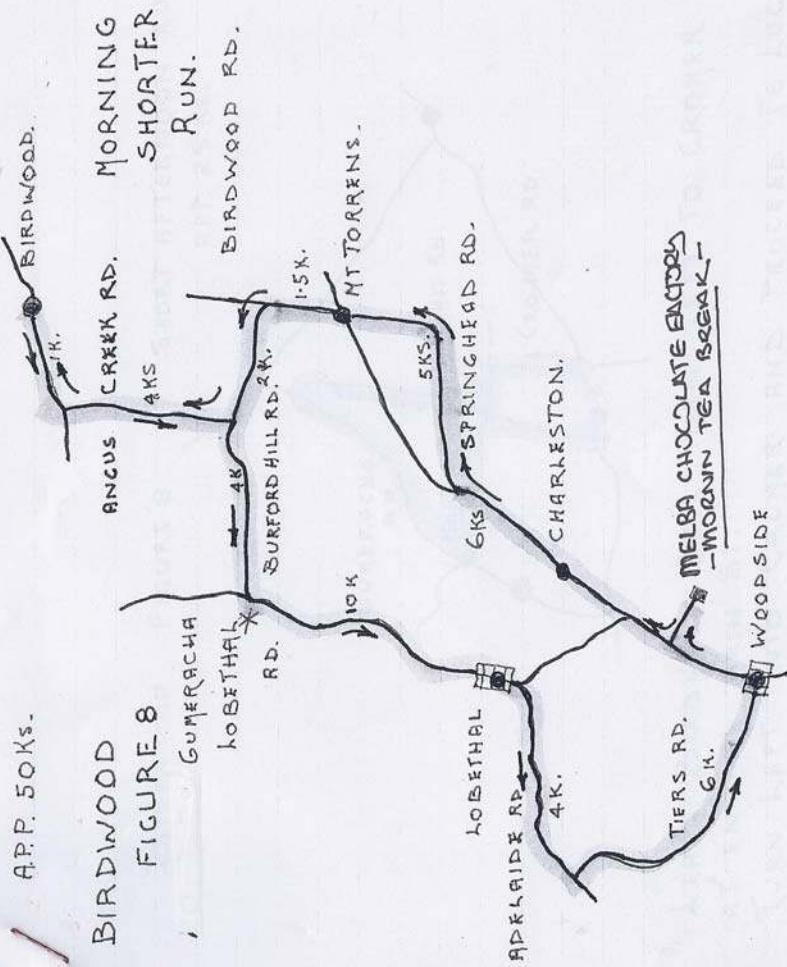 A.P.P. 50Ks.
BIRDWOOD
FIGURE 8
MORNING
SHORTER
RUN.
BIRDWOOD.
1K.
ANGUS CREEK RD.
4KS
BIRDWOOD RD.
GUMERACHA
LOBETHAL
RD.
4K
BURFORD HILL RD.
2K.
1.5K.
MT TORRENS.
10K
5KS.
SPRINGHEAD RD.
6KS
CHARLESTON.
LOBETHAL
ADELAIDE RD
4K.
TIERS RD.
6K.
MELBA CHOCOLATE FACTORY
-MORNIN TEA BREAK.-
WOODSIDE